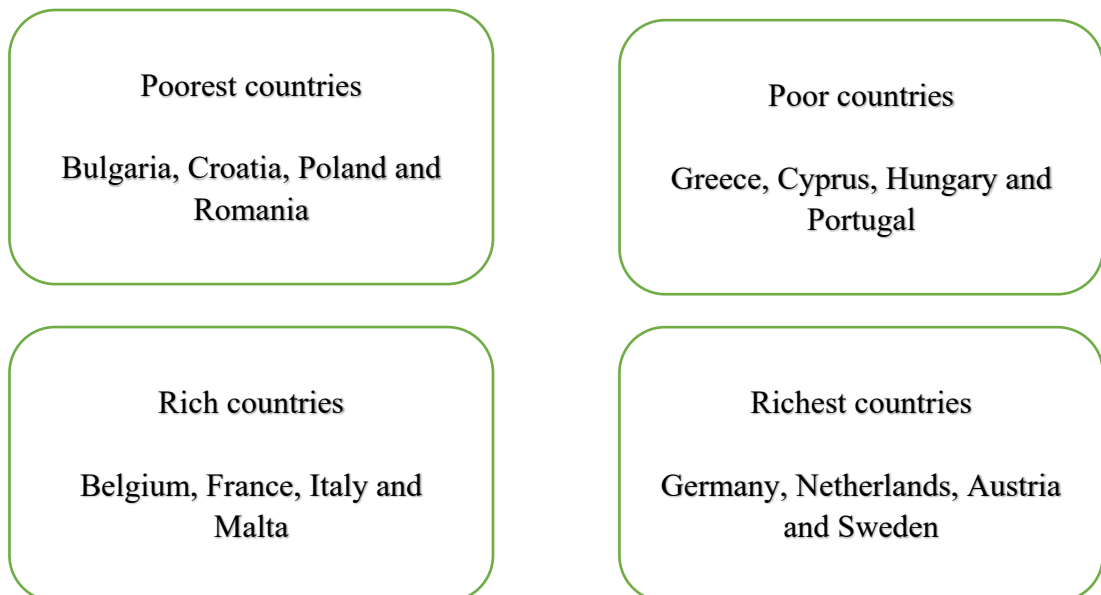 Poorest countries
Bulgaria, Croatia, Poland and
Romania
Poor countries
Greece, Cyprus, Hungary and
Portugal
Rich countries
Belgium, France, Italy and
Malta
Richest countries
Germany, Netherlands, Austria
and Sweden